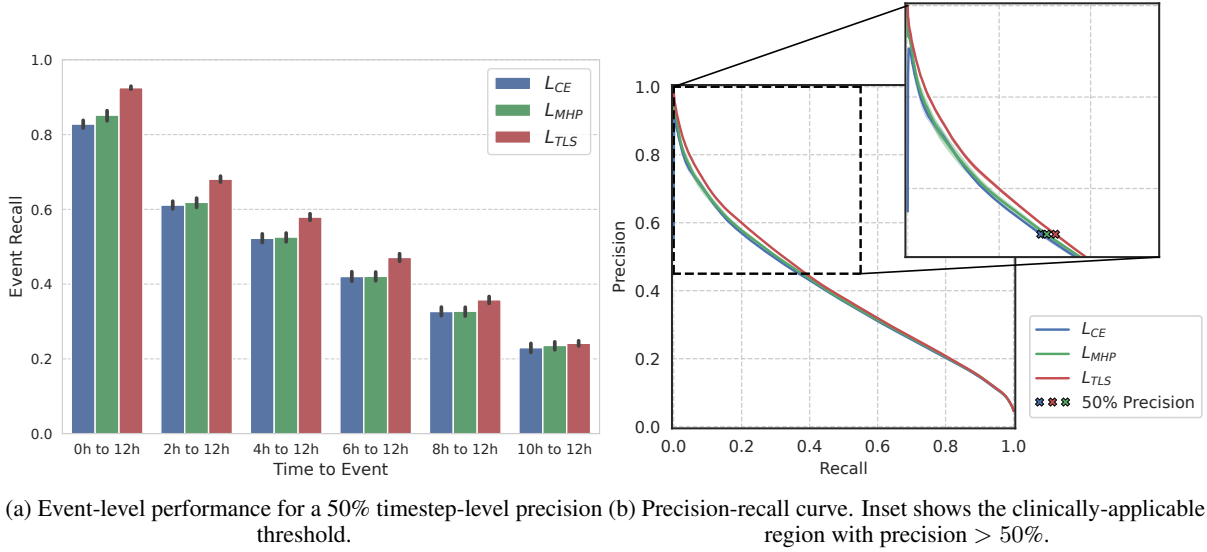 1.0
0.8
0.6
0.4
0.2
0.0
Event Recall
L_CE
L_MHP
L_TLS
0h to 12h 2h to 12h 4h to 12h 6h to 12h 8h to 12h 10h to 12h
Time to Event
(a) Event-level performance for a 50% timestep-level precision
threshold.
1.0
0.8
0.6
0.4
0.2
0.0
Precision
0.0 0.2 0.4 0.6 0.8 1.0
Recall
L_CE
L_MHP
L_TLS
50% Precision
(b) Precision-recall curve. Inset shows the clinically-applicable
region with precision > 50%.